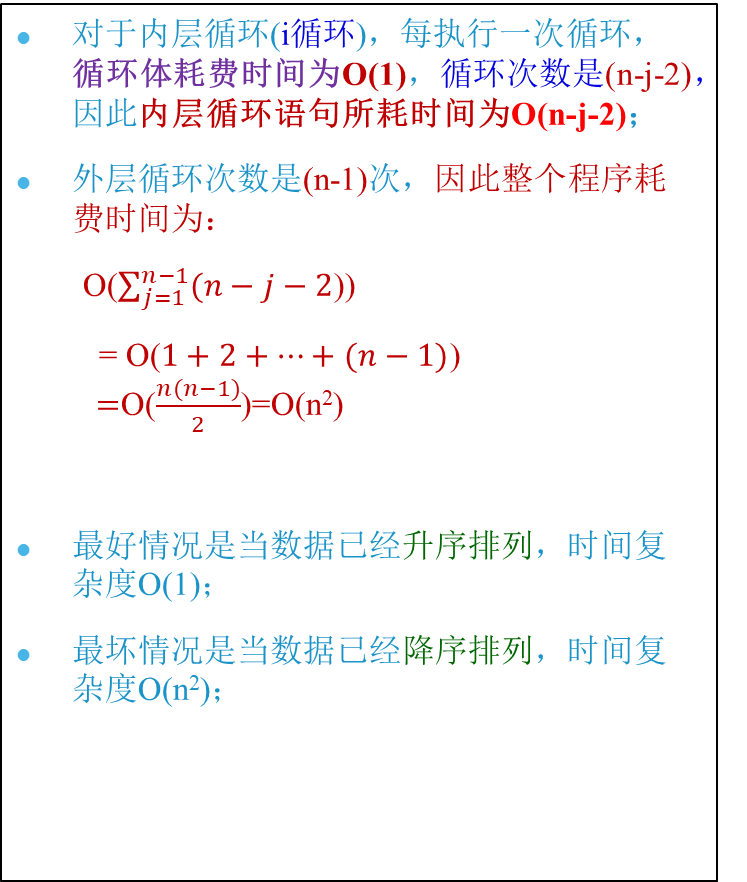 • 对于内层循环(i循环)，每执行一次循环，
循环体耗费时间为O(1)，循环次数是(n-j-2)，
因此内层循环语句所耗时间为O(n-j-2)；
• 外层循环次数是(n-1)次，因此整个程序耗
费时间为：
O(∑_{j=1}^{n−1}(n − j − 2))
= O(1 + 2 + ⋯ + (n − 1))
=O(\frac{n(n−1)}{2})=O(n²)
• 最好情况是当数据已经升序排列，时间复
杂度O(1)；
• 最坏情况是当数据已经降序排列，时间复
杂度O(n²)；